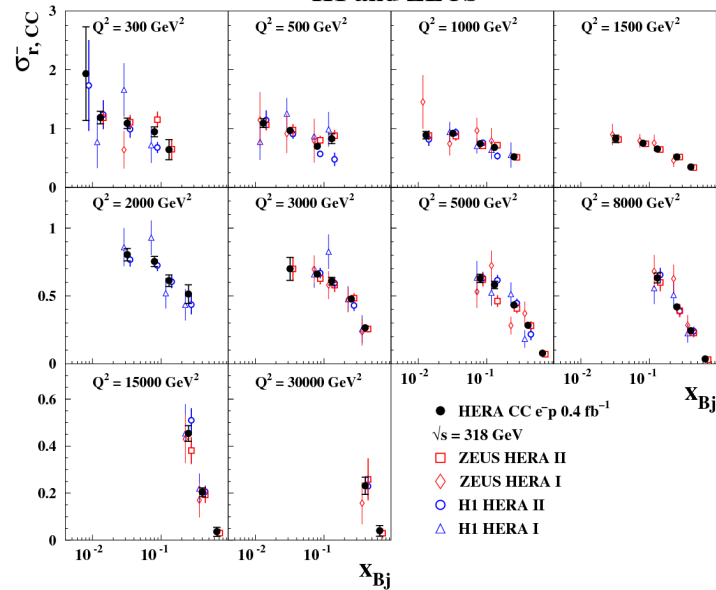 H1 and ZEUS
σ⁻r, CC
Q² = 300 GeV²
Q² = 500 GeV²
Q² = 1000 GeV²
Q² = 1500 GeV²
3
2
1
0
Q² = 2000 GeV²
Q² = 3000 GeV²
Q² = 5000 GeV²
Q² = 8000 GeV²
1
0.5
0
10⁻²
10⁻¹
10⁻²
10⁻¹
xBj
Q² = 15000 GeV²
Q² = 30000 GeV²
0.6
0.4
0.2
0
10⁻²
10⁻¹
10⁻²
10⁻¹
xBj
HERA CC e⁻p 0.4 fb⁻¹
√s = 318 GeV
ZEUS HERA II
ZEUS HERA I
H1 HERA II
H1 HERA I